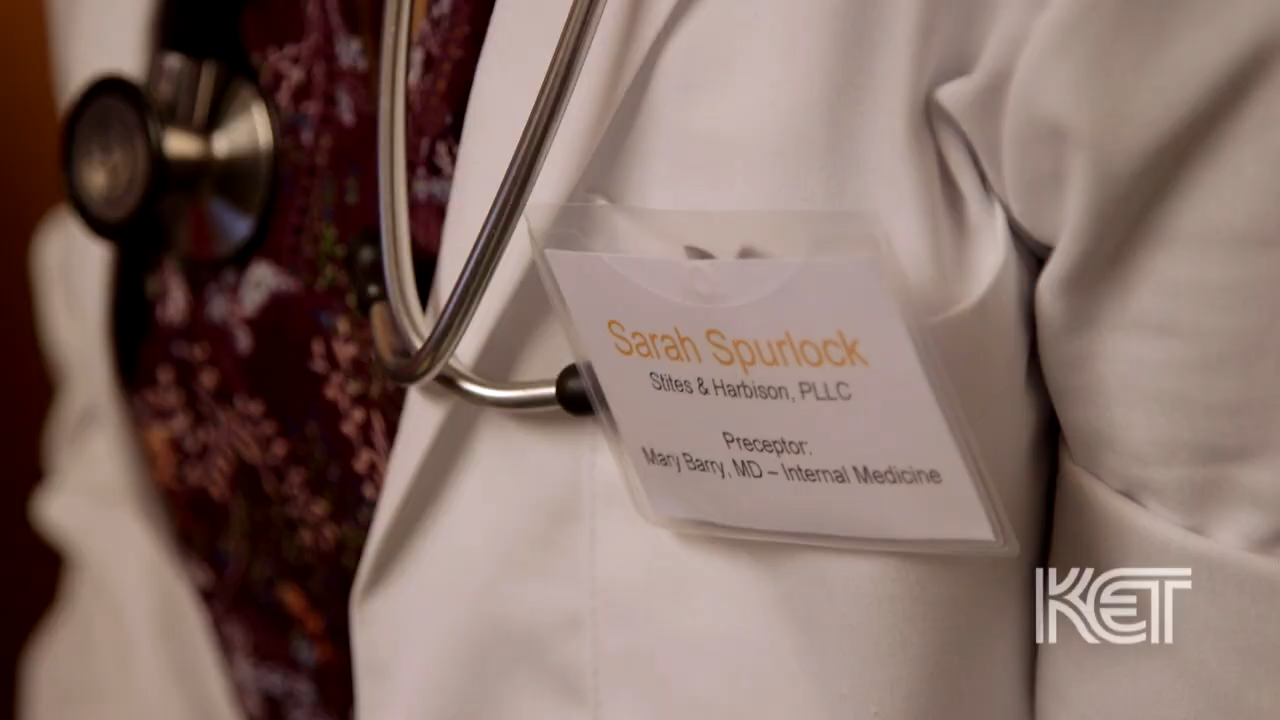 Sarah Spurlock
Stites & Harbison, PLLC
Preceptor:
Mary Barry, MD – Internal Medicine
KET